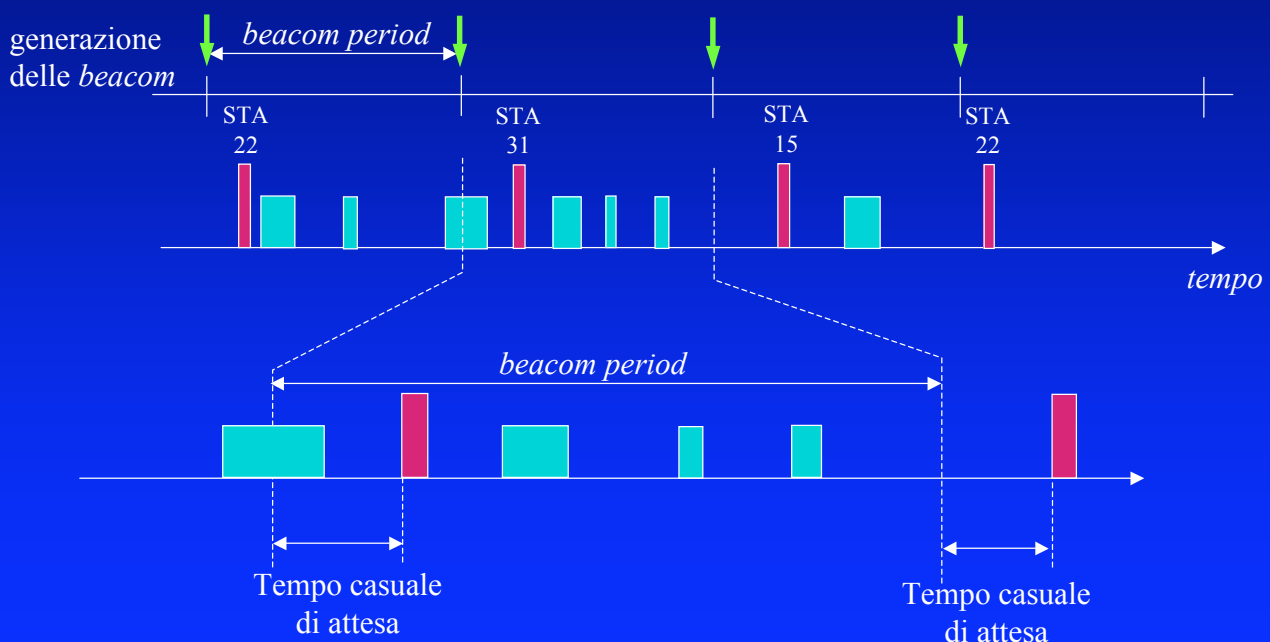 generazione
delle beacom
beacom period
STA
22
STA
31
STA
15
STA
22
tempo
beacom period
Tempo casuale
di attesa
Tempo casuale
di attesa